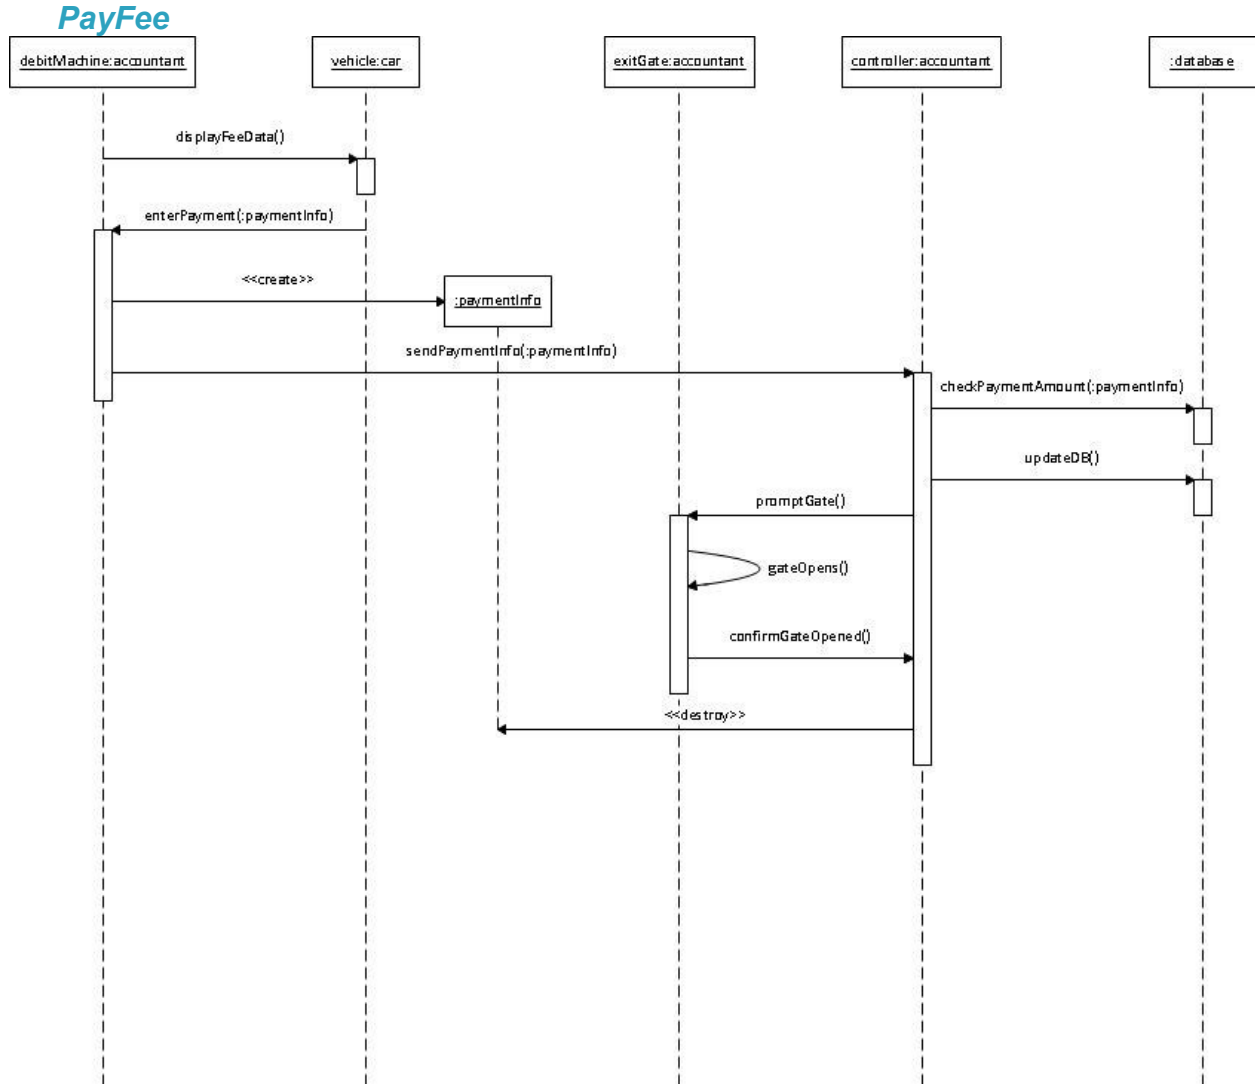 PayFee
debitMachine:accountant
vehicle:car
exitGate:accountant
controller:accountant
:database
displayFeeData()
enterPayment(:paymentInfo)
<<create>>
:paymentInfo
sendPaymentInfo(:paymentInfo)
checkPaymentAmount(:paymentInfo)
updateDB()
promptGate()
gateOpens()
confirmGateOpened()
<<destroy>>